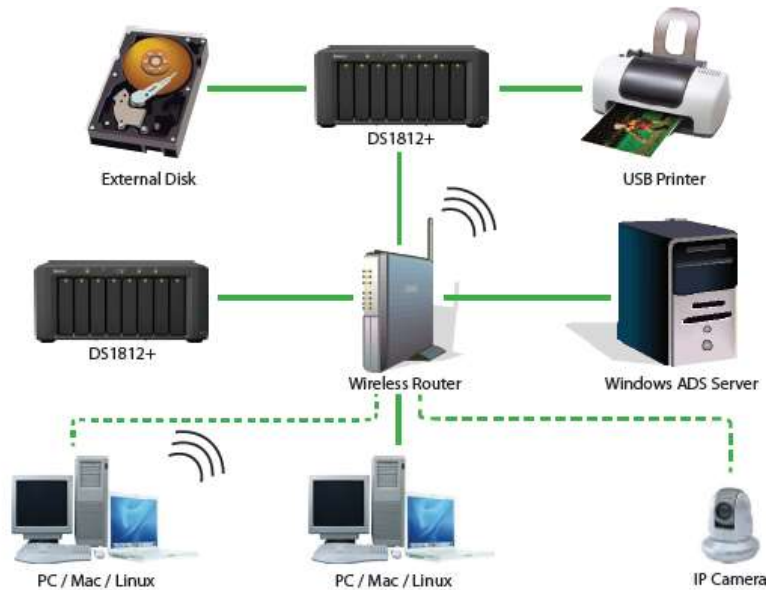 DS1812+
External Disk
USB Printer
DS1812+
Wireless Router
Windows ADS Server
PC / Mac / Linux
PC / Mac / Linux
IP Camera